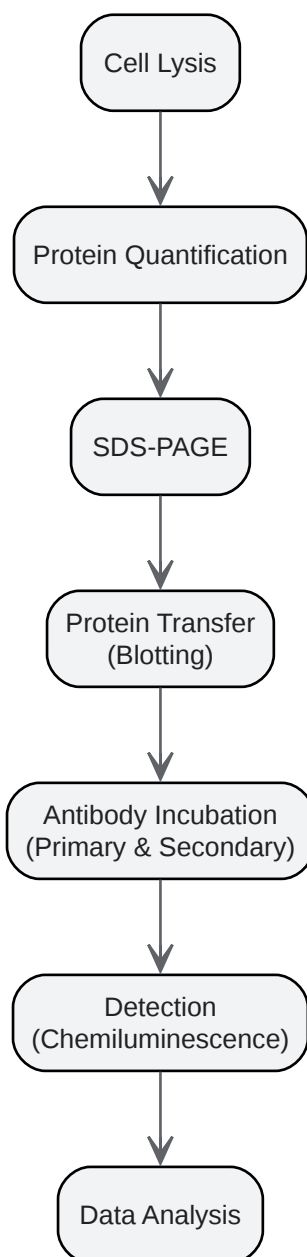 Cell Lysis
Protein Quantification
SDS-PAGE
Protein Transfer
(Blotting)
Antibody Incubation
(Primary & Secondary)
Detection
(Chemiluminescence)
Data Analysis